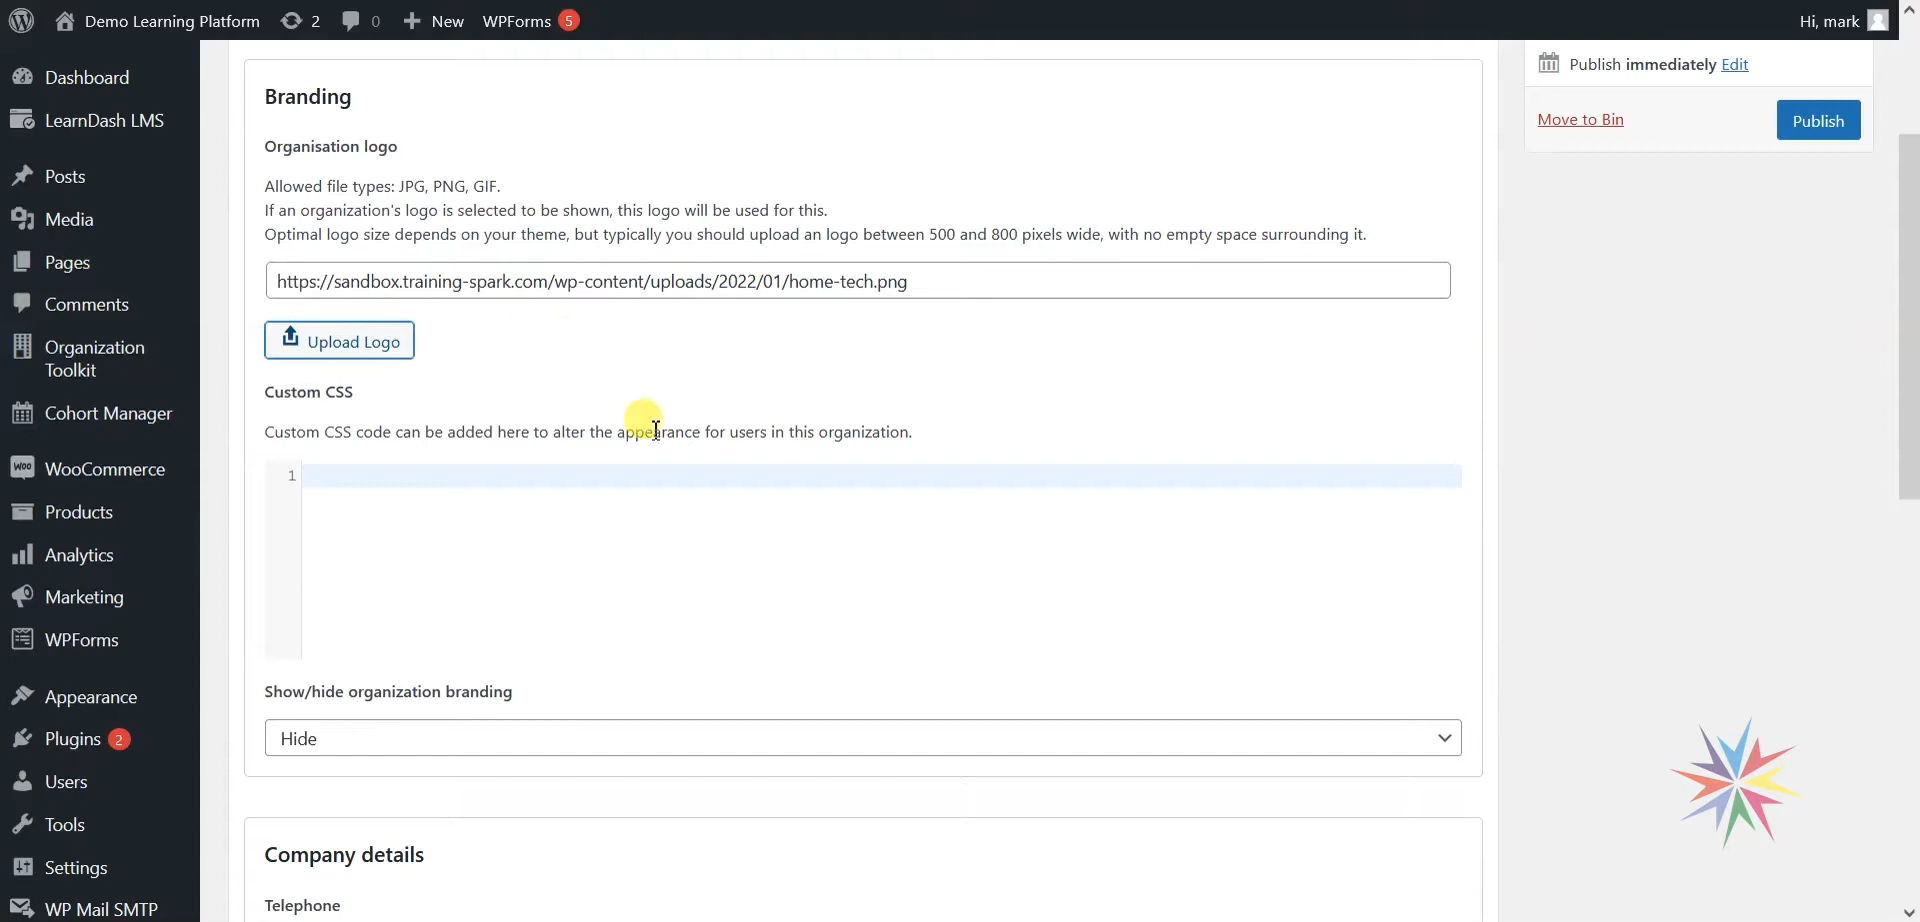 Demo Learning Platform 2 0 New WPForms 5 Hi, mark
Dashboard
LearnDash LMS
Posts
Media
Pages
Comments
Organization
Toolkit
Cohort Manager
WooCommerce
Products
Analytics
Marketing
WPForms
Appearance
Plugins 2
Users
Tools
Settings
WP Mail SMTP
Branding
Organisation logo
Allowed file types: JPG, PNG, GIF.
If an organization's logo is selected to be shown, this logo will be used for this.
Optimal logo size depends on your theme, but typically you should upload an logo between 500 and 800 pixels wide, with no empty space surrounding it.
https://sandbox.training-spark.com/wp-content/uploads/2022/01/home-tech.png
Upload Logo
Custom CSS
Custom CSS code can be added here to alter the appearance for users in this organization.
1
Show/hide organization branding
Hide
Company details
Telephone
Publish immediately Edit
Move to Bin
Publish